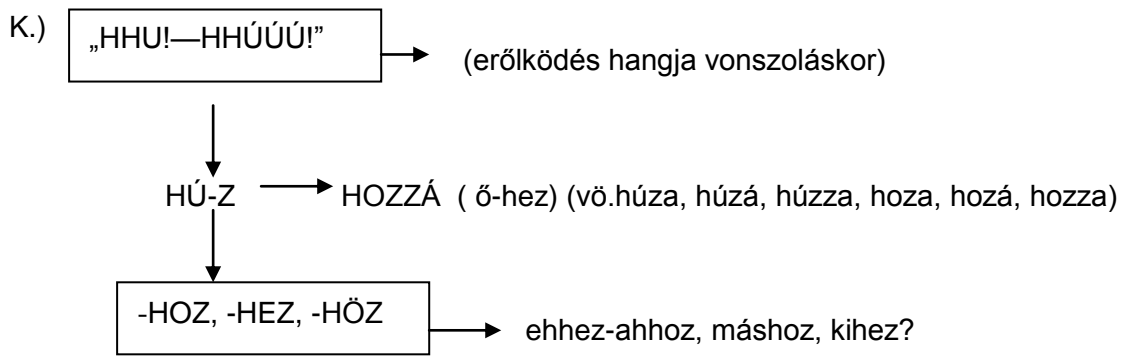 K.)
„HHU!—HHÚÚÚ!”
(erőlködés hangja vonszoláskor)
HÚ-Z HOZZÁ ( ő-hez) (vö.húza, húzá, húzza, hoza, hozá, hozza)
-HOZ, -HEZ, -HÖZ
ehhez-ahhoz, máshoz, kihez?